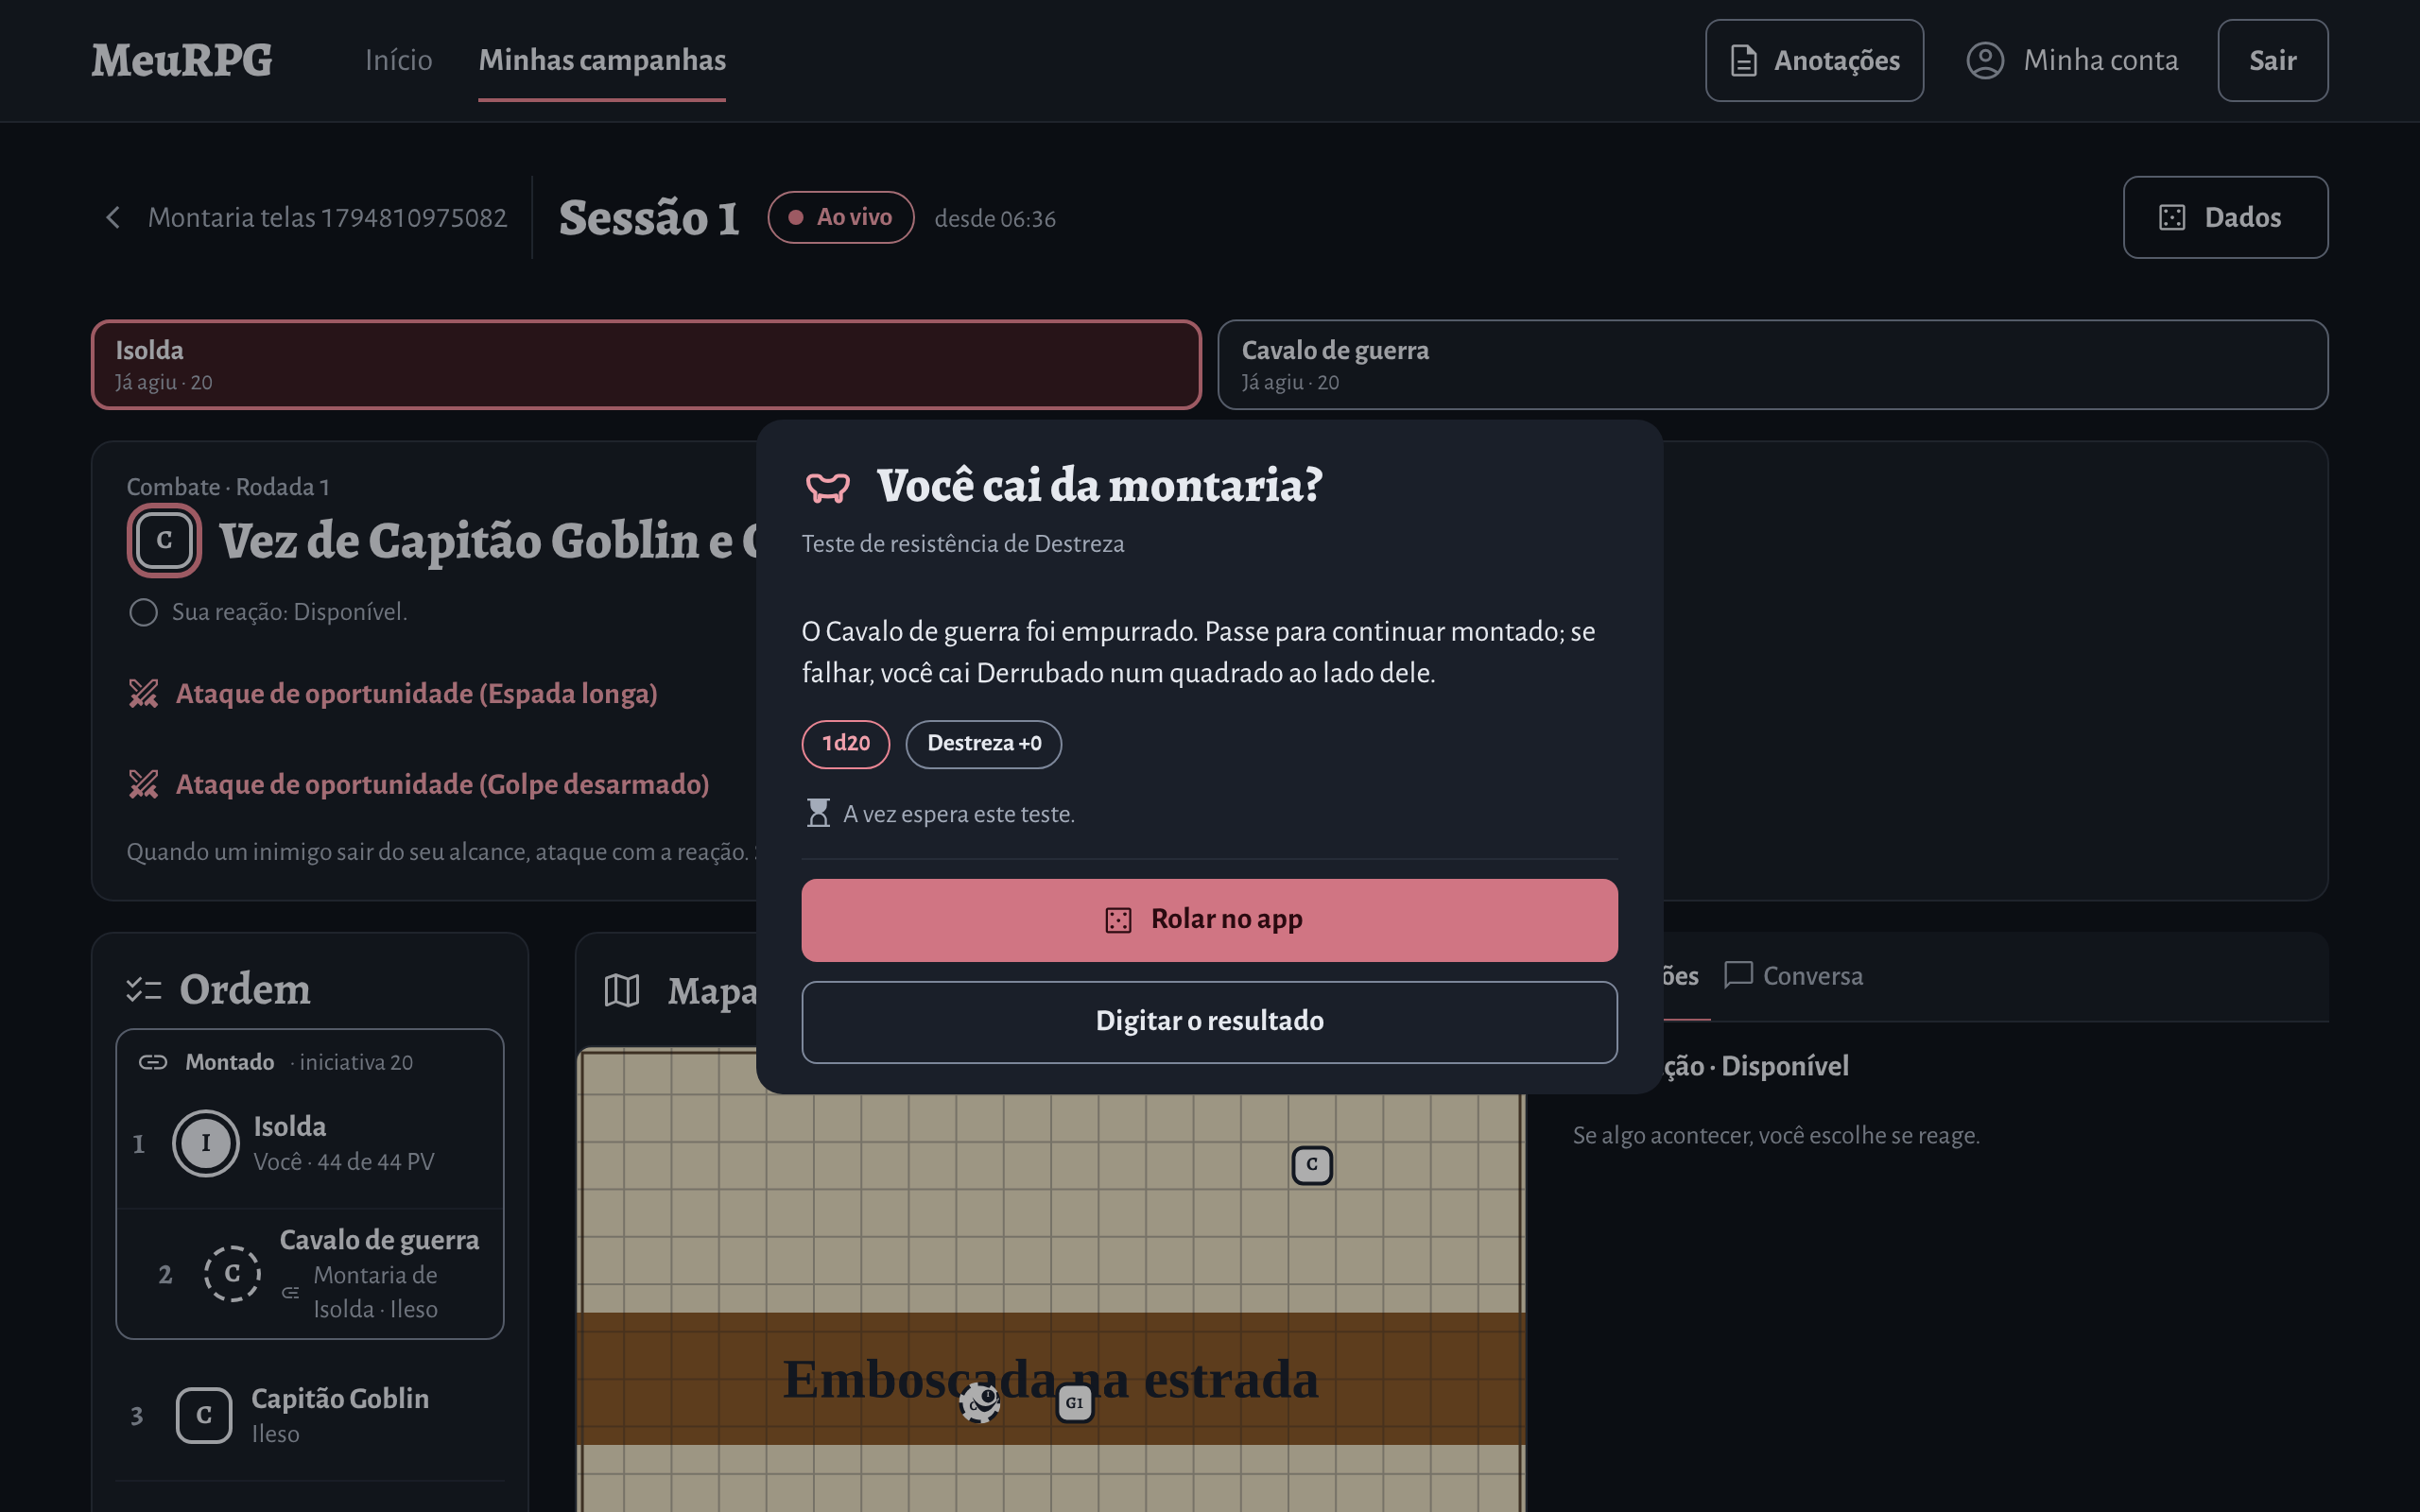 MeuRPG
Início
Minhas campanhas
Anotações
Minha conta
Sair
Montaria telas 1794810975082
Sessão 1
Ao vivo
desde 06:36
Dados
Isolda
Já agiu · 20
Cavalo de guerra
Já agiu · 20
Combate · Rodada 1
C
Vez de Capitão Goblin e
Sua reação: Disponível.
Ataque de oportunidade (Espada longa)
Ataque de oportunidade (Golpe desarmado)
Quando um inimigo sair do seu alcance, ataque com a reação.
Você cai da montaria?
Teste de resistência de Destreza
O Cavalo de guerra foi empurrado. Passe para continuar montado; se
falhar, você cai Derrubado num quadrado ao lado dele.
1d20
Destreza +0
A vez espera este teste.
Rolar no app
Digitar o resultado
Ordem
Montado · iniciativa 20
1
I
Isolda
Você · 44 de 44 PV
2
C
Cavalo de guerra
Montaria de
Isolda · Ileso
3
C
Capitão Goblin
Ileso
Mapa
C
Emboscada na estrada
G1
ões
Conversa
ção · Disponível
Se algo acontecer, você escolhe se reage.